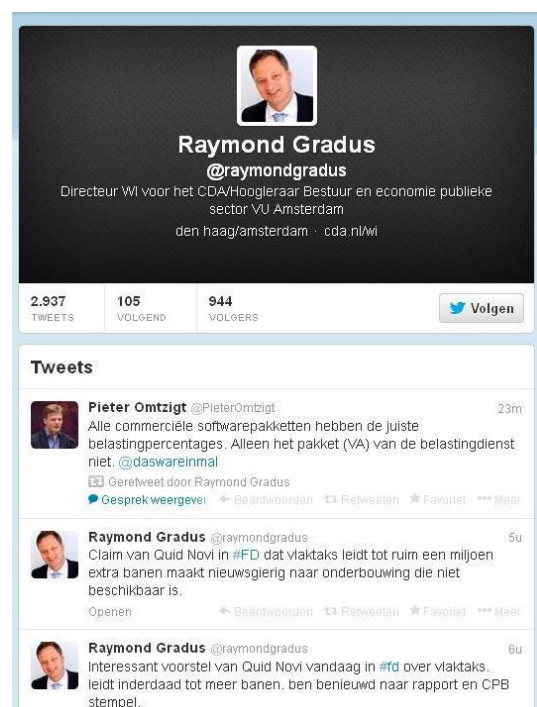 Raymond Gradus
@raymondgradus
Directeur WI voor het CDA/Hoogleraar Bestuur en economie publieke
sector VU Amsterdam
den haag/amsterdam · cda.nl/wi
2.937 105 944
TWEETS VOLGEND VOLGERS
Volgen
Tweets
Pieter Omtzigt @PieterOmtzigt 23m
Alle commerciële softwarepakketten hebben de juiste
belastingpercentages. Alleen het pakket (VA) van de belastingdienst
niet. @daswareinmal
Geretweet door Raymond Gradus
Gesprek weergever Beantwoorden Retweeten Favoriet Meer
Raymond Gradus @raymondgradus 5u
Claim van Quid Novi in #FD dat vlaktaks leidt tot ruim een miljoen
extra banen maakt nieuwsgierig naar onderbouwing die niet
beschikbaar is.
Openen Beantwoorden Retweeten Favoriet Meer
Raymond Gradus @raymondgradus 6u
Interessant voorstel van Quid Novi vandaag in #fd over vlaktaks.
leidt inderdaad tot meer banen. ben benieuwd naar rapport en CPB
stempel.